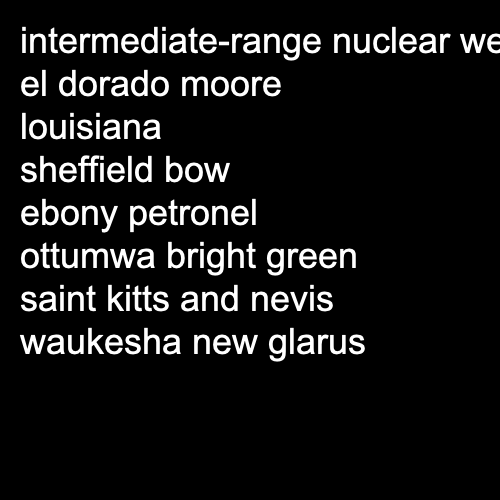 intermediate-range nuclear we
el dorado moore
louisiana
sheffield bow
ebony petronel
ottumwa bright green
saint kitts and nevis
waukesha new glarus